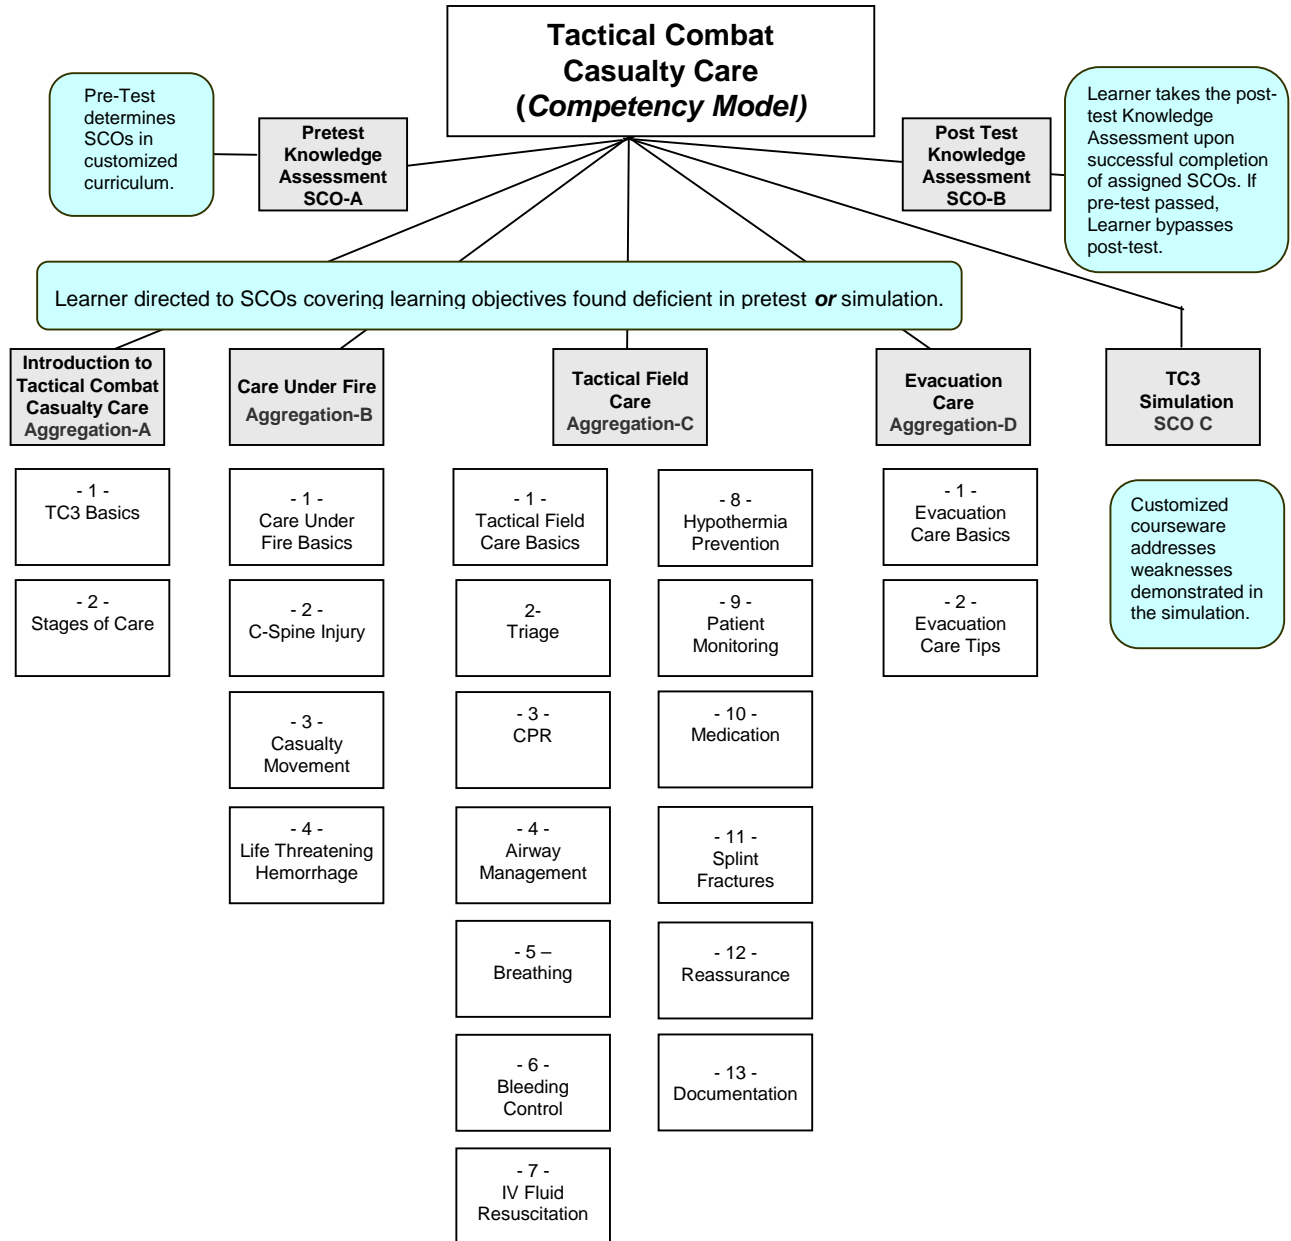 Tactical Combat
Casualty Care
(Competency Model)
Pre-Test
determines
SCOs in
customized
curriculum.
Pretest
Knowledge
Assessment
SCO-A
Post Test
Knowledge
Assessment
SCO-B
Learner takes the post-
test Knowledge
Assessment upon
successful completion
of assigned SCOs. If
pre-test passed,
Learner bypasses
post-test.
Learner directed to SCOs covering learning objectives found deficient in pretest or simulation.
Introduction to
Tactical Combat
Casualty Care
Aggregation-A
Care Under Fire
Aggregation-B
Tactical Field
Care
Aggregation-C
Evacuation
Care
Aggregation-D
TC3
Simulation
SCO C
- 1 -
TC3 Basics
- 2 -
Stages of Care
- 1 -
Care Under
Fire Basics
- 2 -
C-Spine Injury
- 3 -
Casualty
Movement
- 4 -
Life Threatening
Hemorrhage
- 1 -
Tactical Field
Care Basics
2-
Triage
- 3 -
CPR
- 4 -
Airway
Management
- 5 –
Breathing
- 6 -
Bleeding
Control
- 7 -
IV Fluid
Resuscitation
- 8 -
Hypothermia
Prevention
- 9 -
Patient
Monitoring
- 10 -
Medication
- 11 -
Splint
Fractures
- 12 -
Reassurance
- 13 -
Documentation
- 1 -
Evacuation
Care Basics
- 2 -
Evacuation
Care Tips
Customized
courseware
addresses
weaknesses
demonstrated in
the simulation.